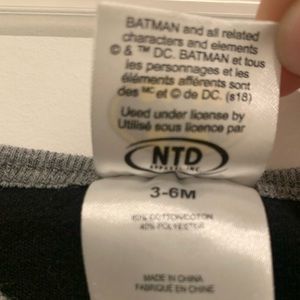 BATMAN and all related
characters and elements
© & ™ DC. BATMAN et tous
les personnages et les
éléments afférents sont
des MC et © de DC. (s18)
Used under license by
Utilisé sous licence par
NTD
APPAREL INC
3-6M
60% COTTON/COTON
40% POLYESTER
MADE IN CHINA
FABRIQUÉ EN CHINE